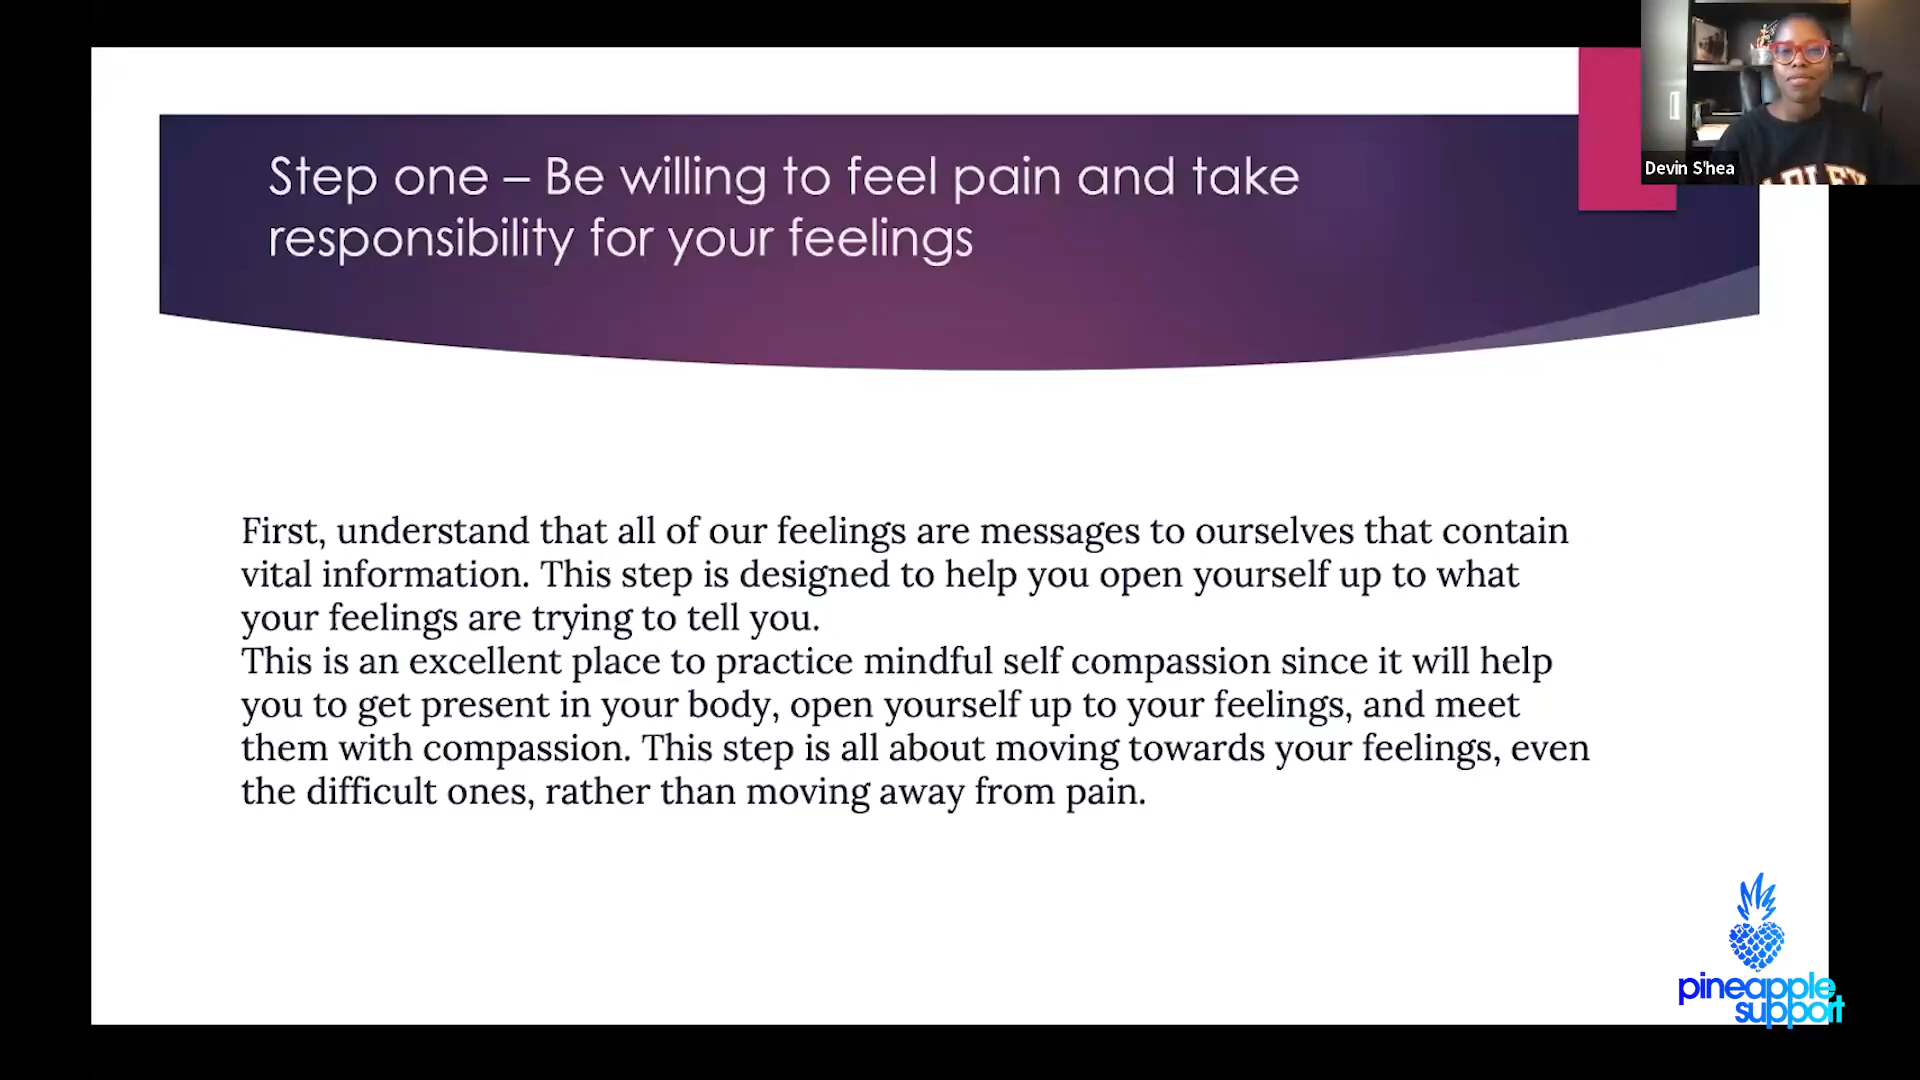 Step one – Be willing to feel pain and take
responsibility for your feelings
Devin S'hea
First, understand that all of our feelings are messages to ourselves that contain
vital information. This step is designed to help you open yourself up to what
your feelings are trying to tell you.
This is an excellent place to practice mindful self compassion since it will help
you to get present in your body, open yourself up to your feelings, and meet
them with compassion. This step is all about moving towards your feelings, even
the difficult ones, rather than moving away from pain.
pineapple
support